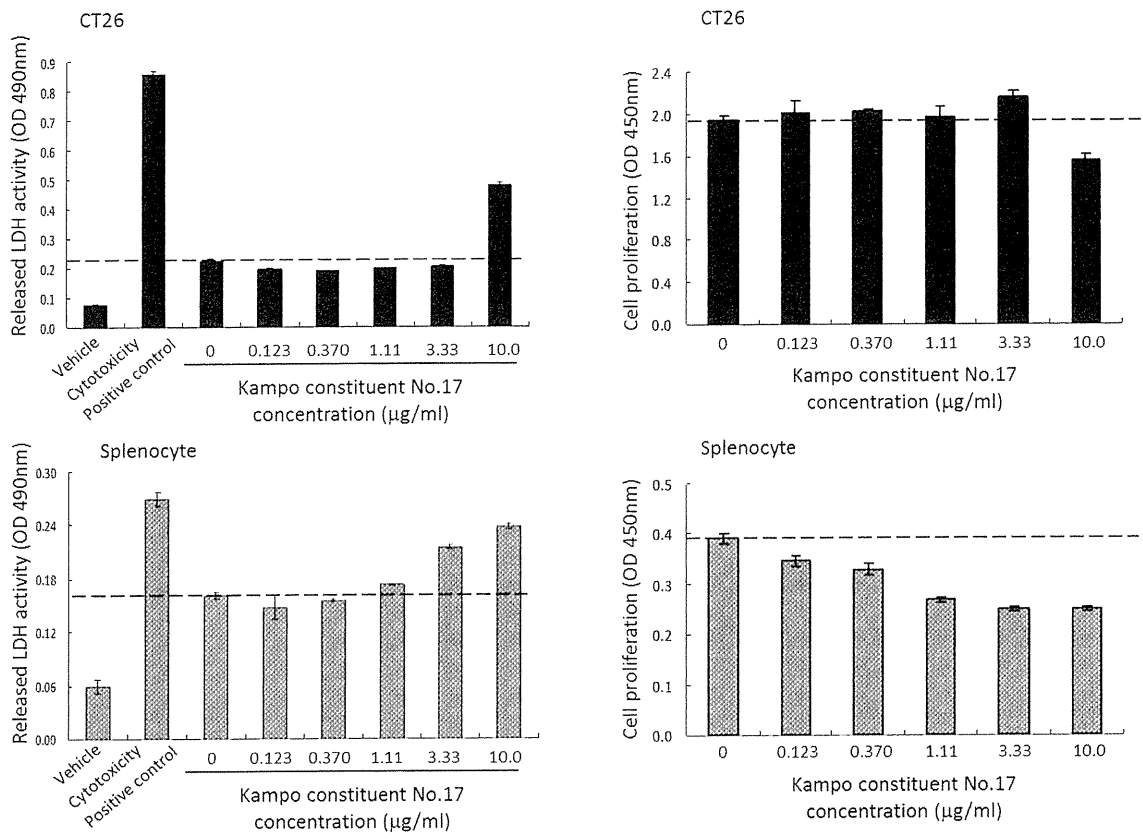 CT26
Released LDH activity (OD 490nm)
0.9
0.8
0.7
0.6
0.5
0.4
0.3
0.2
0.1
0.0
Vehicle
Cytotoxicity
Positive control
0 0.123 0.370 1.11 3.33 10.0
Kampo constituent No.17
concentration (μg/ml)
CT26
Cell proliferation (OD 450nm)
2.4
2.0
1.6
1.2
0.8
0.4
0.0
0 0.123 0.370 1.11 3.33 10.0
Kampo constituent No.17
concentration (μg/ml)
Splenocyte
Released LDH activity (OD 490nm)
0.30
0.24
0.18
0.12
0.06
0.00
Vehicle
Cytotoxicity
Positive control
0 0.123 0.370 1.11 3.33 10.0
Kampo constituent No.17
concentration (μg/ml)
Splenocyte
Cell proliferation (OD 450nm)
0.5
0.4
0.3
0.2
0.1
0.0
0 0.123 0.370 1.11 3.33 10.0
Kampo constituent No.17
concentration (μg/ml)